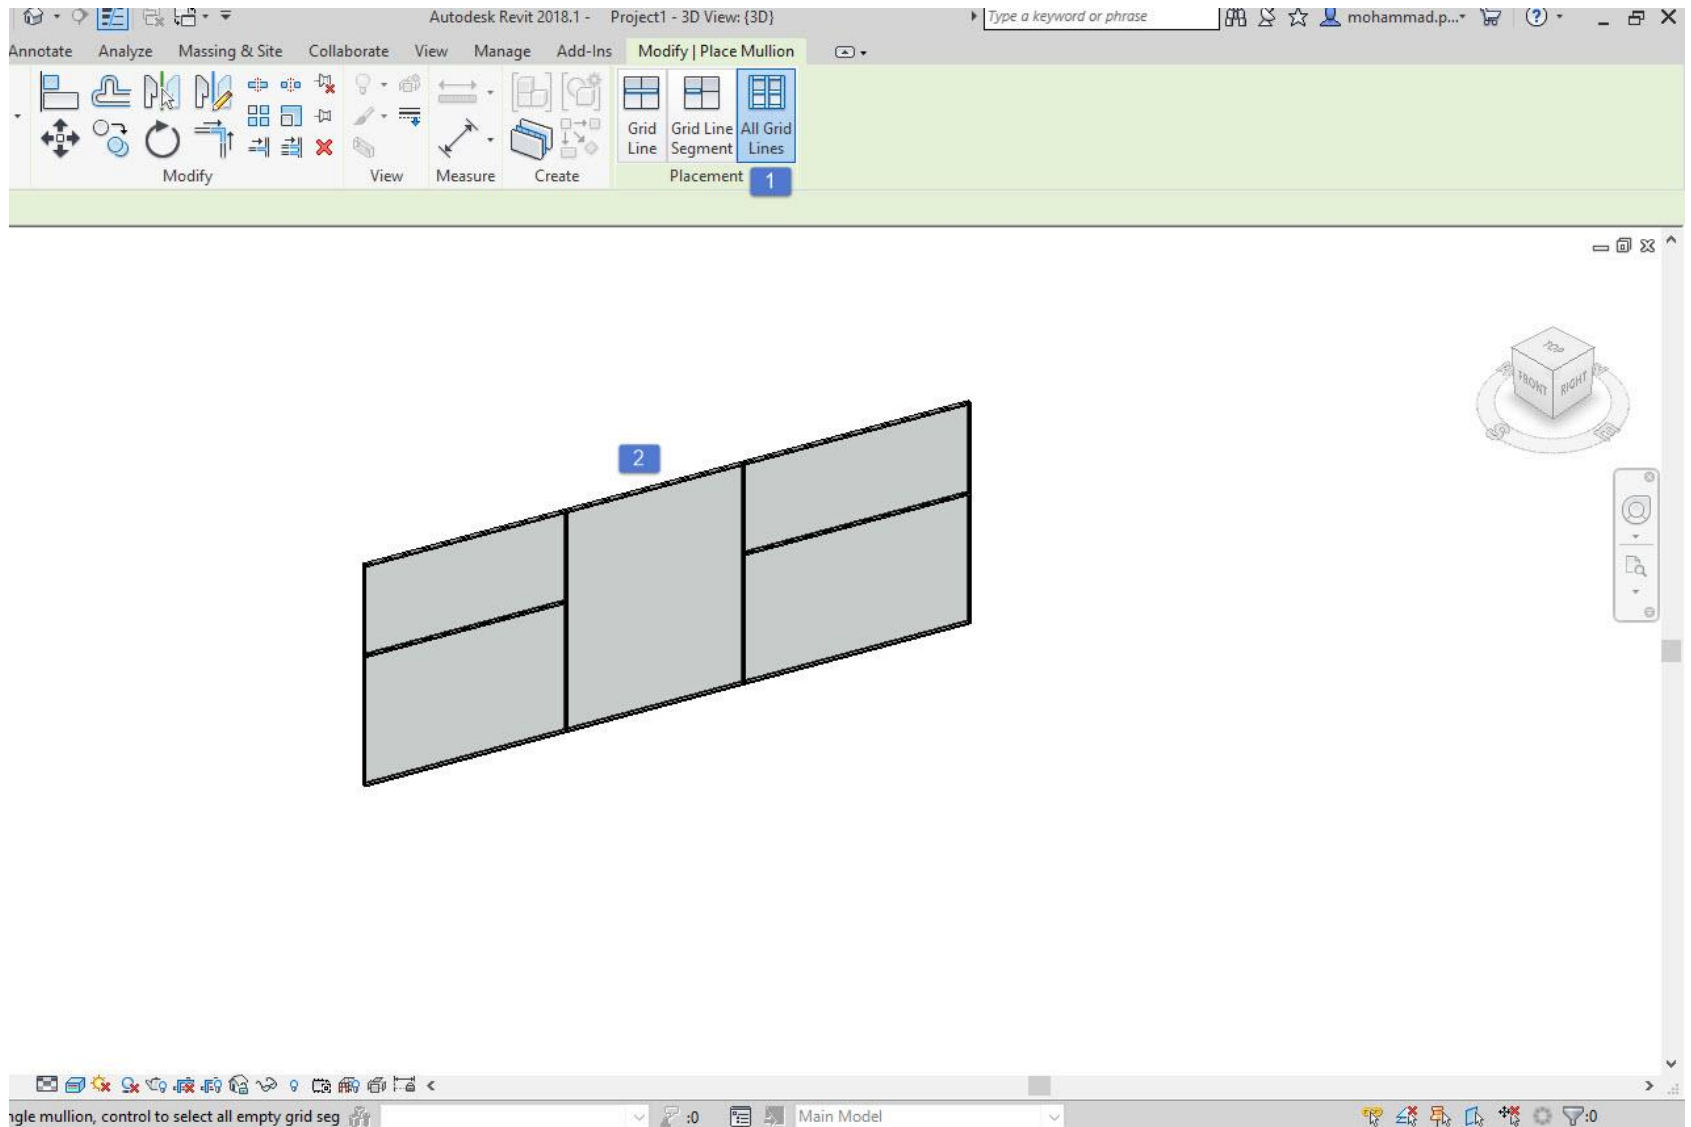 Autodesk Revit 2018.1 - Project1 - 3D View: {3D}
Type a keyword or phrase
mohammad.p...
Annotate Analyze Massing & Site Collaborate View Manage Add-Ins Modify | Place Mullion
Grid Line
Grid Line Segment
All Grid Lines
Modify View Measure Create Placement
1
TOP
FRONT
RIGHT
2
ngle mullion, control to select all empty grid seg
:0
Main Model
:0